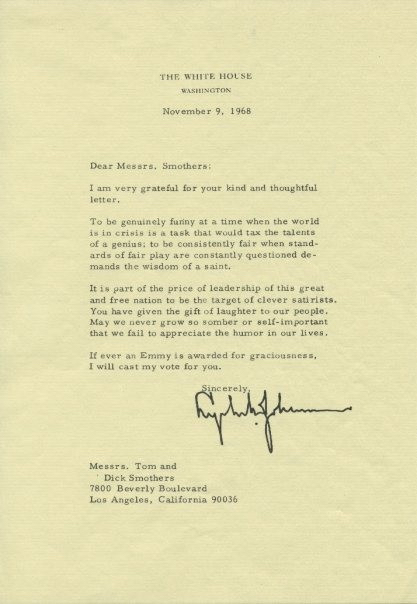 THE WHITE HOUSE
WASHINGTON
November 9, 1968
Dear Messrs. Smothers:
I am very grateful for your kind and thoughtful
letter.
To be genuinely funny at a time when the world
is in crisis is a task that would tax the talents
of a genius; to be consistently fair when stand-
ards of fair play are constantly questioned de-
mands the wisdom of a saint.
It is part of the price of leadership of this great
and free nation to be the target of clever satirists.
You have given the gift of laughter to our people.
May we never grow so somber or self-important
that we fail to appreciate the humor in our lives.
If ever an Emmy is awarded for graciousness,
I will cast my vote for you.
Sincerely,
Lyndon B. Johnson
Messrs. Tom and
Dick Smothers
7800 Beverly Boulevard
Los Angeles, California 90036